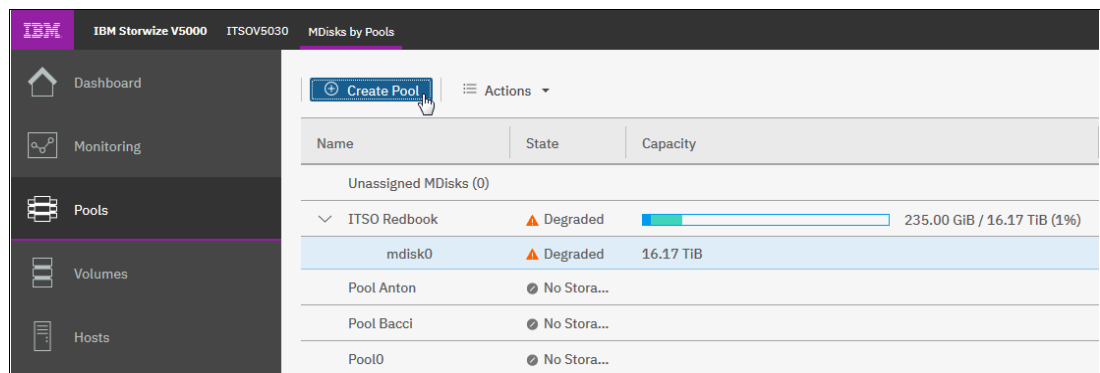 IBM IBM Storwize V5000 ITSOV5030 MDisks by Pools
Dashboard
Create Pool Actions
Monitoring
Name State Capacity
Unassigned MDisks (0)
Pools
ITSO Redbook Degraded 235.00 GiB / 16.17 TiB (1%)
mdisk0 Degraded 16.17 TiB
Volumes
Pool Anton No Stora...
Pool Bacci No Stora...
Hosts
Pool0 No Stora...